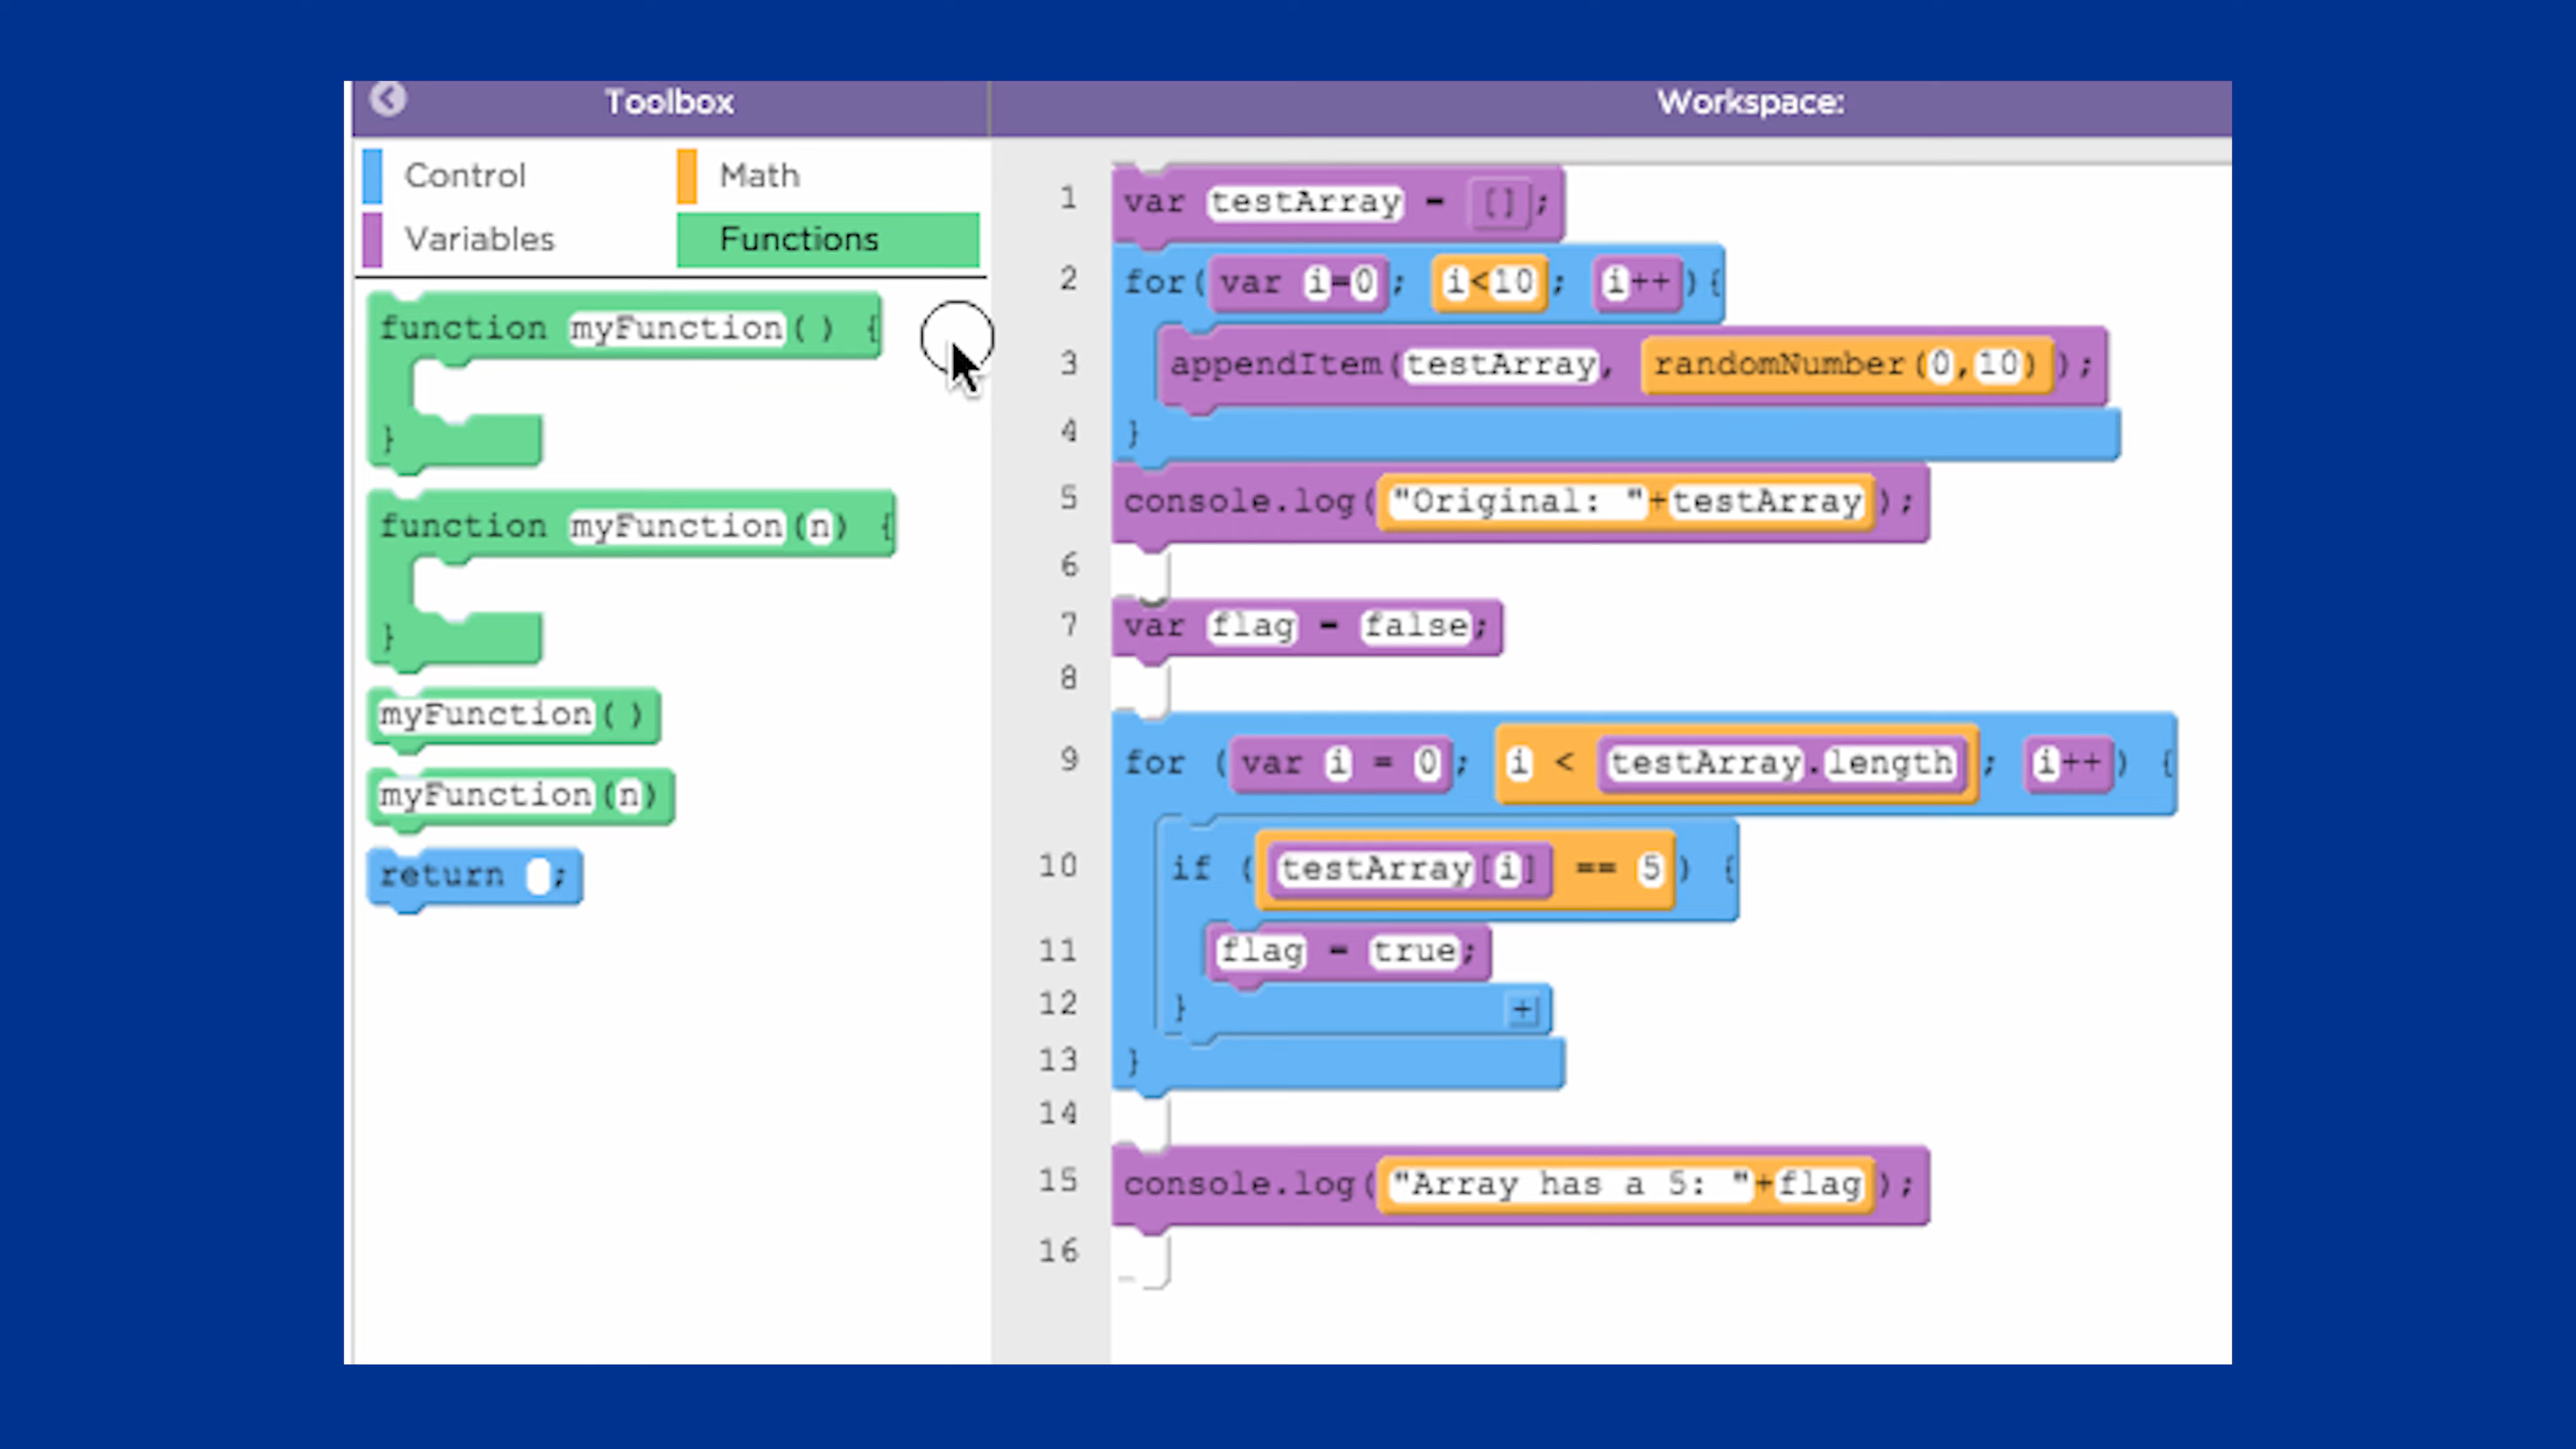 Toolbox
Control
Math
Variables
Functions
function myFunction() {
}
function myFunction(n) {
}
myFunction()
myFunction(n)
return ;
Workspace:
1 var testArray = [];
2 for(var i=0; i<10; i++){
3 appendItem(testArray, randomNumber(0,10));
4 }
5 console.log("Original: "+testArray);
6
7 var flag = false;
8
9 for (var i = 0; i < testArray.length; i++) {
10 if (testArray[i] == 5) {
11 flag = true;
12 } +
13 }
14
15 console.log("Array has a 5: "+flag);
16